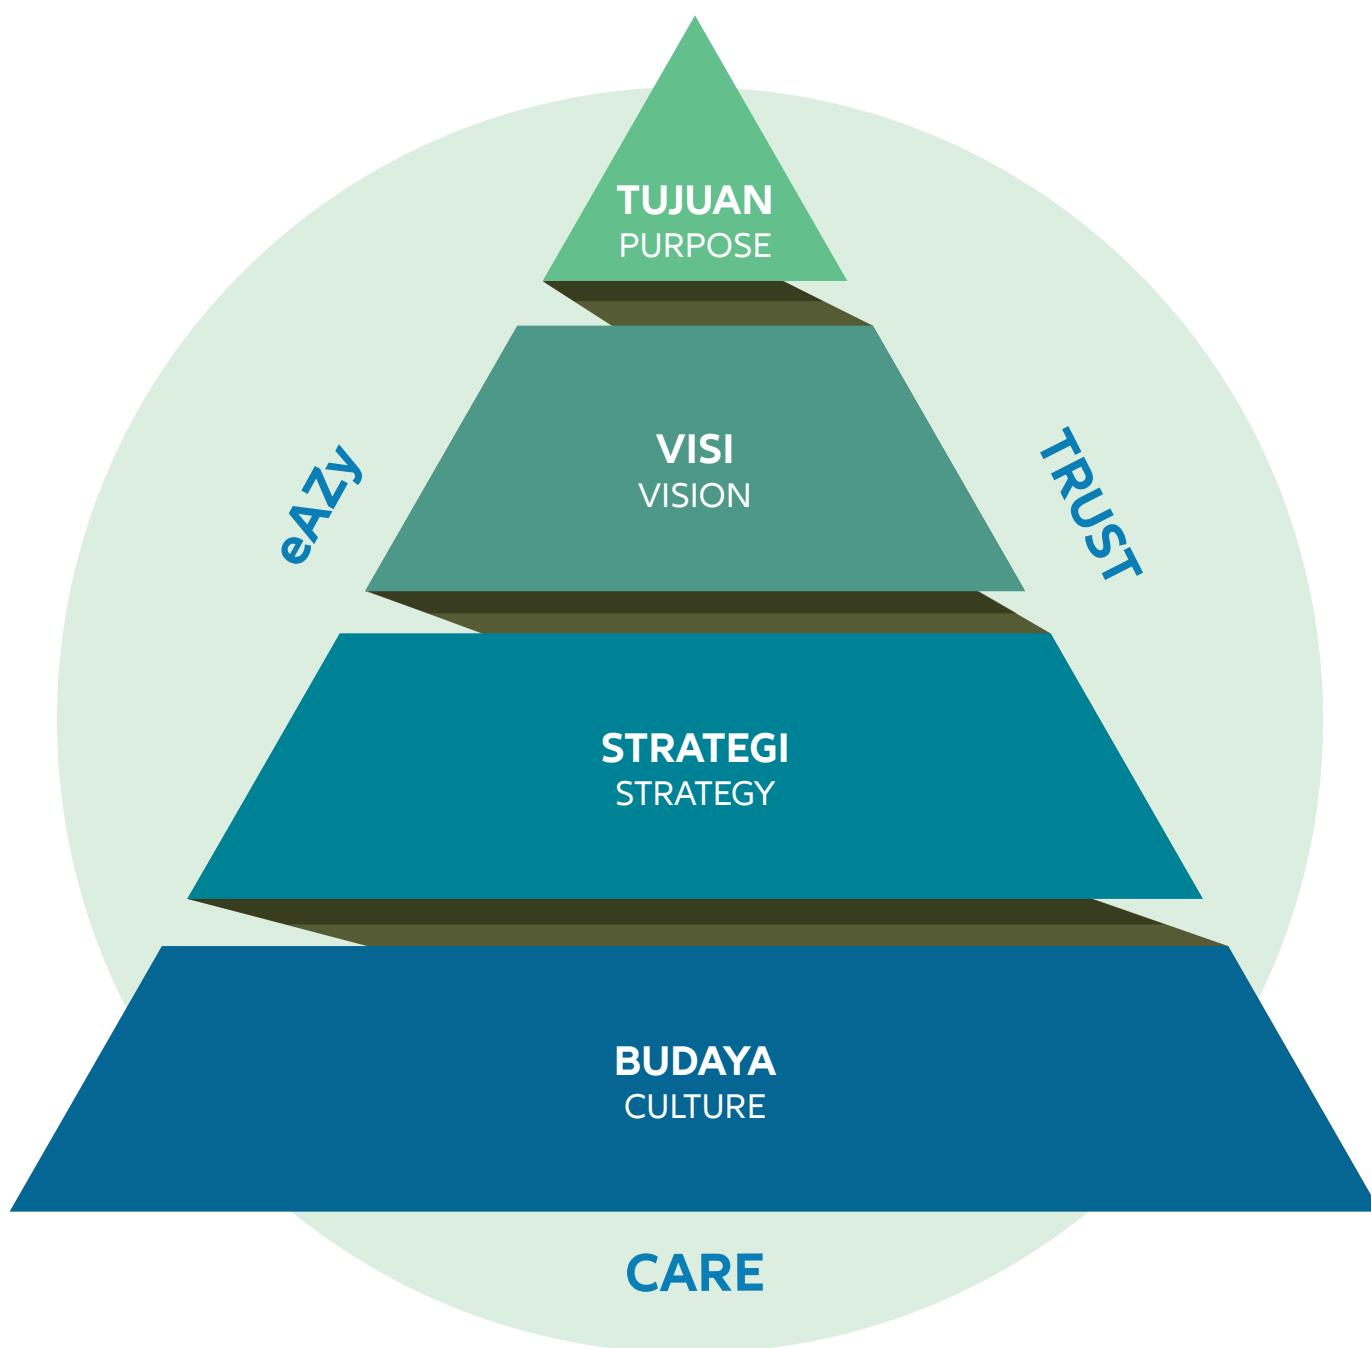 TUJUAN
PURPOSE
VISI
VISION
eAZy
TRUST
STRATEGI
STRATEGY
BUDAYA
CULTURE
CARE